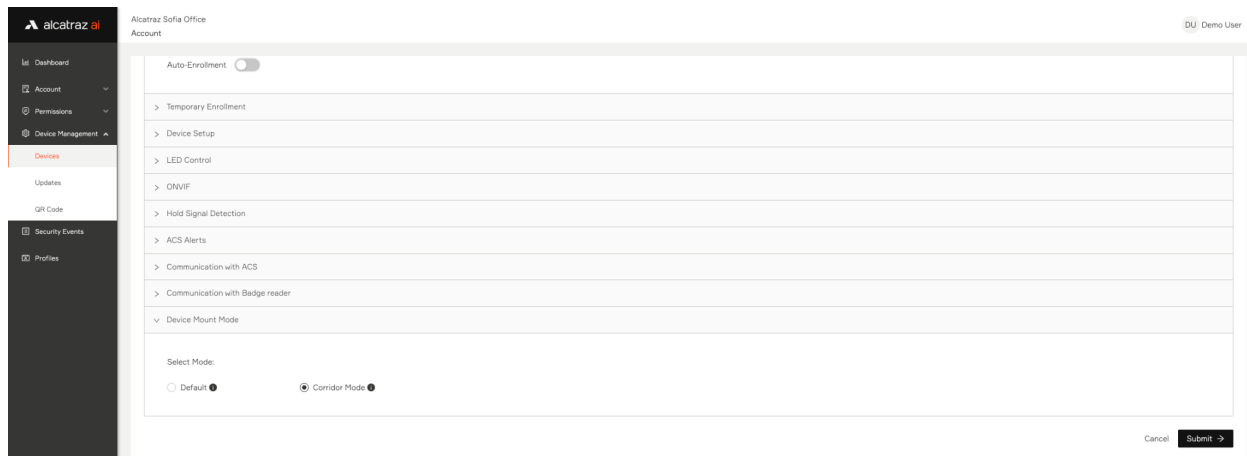 alcatraz ai
Alcatraz Sofia Office
Account
DU Demo User
Dashboard
Account
Permissions
Device Management
Devices
Updates
QR Code
Security Events
Profiles
Auto-Enrollment
Temporary Enrollment
Device Setup
LED Control
ONVIF
Hold Signal Detection
ACS Alerts
Communication with ACS
Communication with Badge reader
Device Mount Mode
Select Mode:
Default
Corridor Mode
Cancel
Submit →